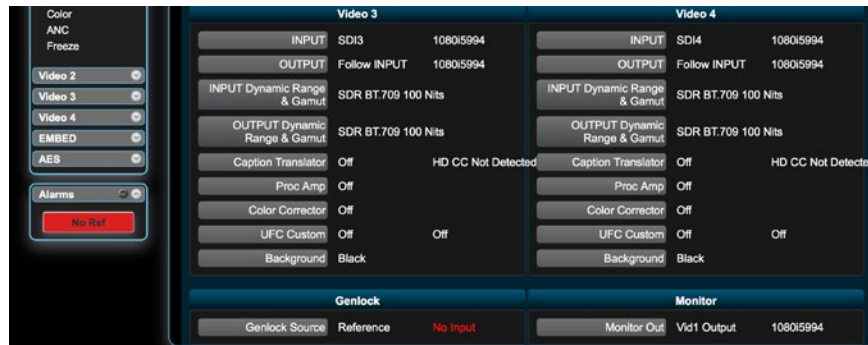 Color
ANC
Freeze
Video 2
Video 3
Video 4
EMBED
AES
Alarms
No Ref
Video 3
INPUT SDI3 1080i5994
OUTPUT Follow INPUT 1080i5994
INPUT Dynamic Range
& Gamut SDR BT.709 100 Nits
OUTPUT Dynamic
Range & Gamut SDR BT.709 100 Nits
Caption Translator Off HD CC Not Detected
Proc Amp Off
Color Corrector Off
UFC Custom Off Off
Background Black
Video 4
INPUT SDI4 1080i5994
OUTPUT Follow INPUT 1080i5994
INPUT Dynamic Range
& Gamut SDR BT.709 100 Nits
OUTPUT Dynamic
Range & Gamut SDR BT.709 100 Nits
Caption Translator Off HD CC Not Detecte
Proc Amp Off
Color Corrector Off
UFC Custom Off Off
Background Black
Genlock
Genlock Source Reference No Input
Monitor
Monitor Out Vid1 Output 1080i5994